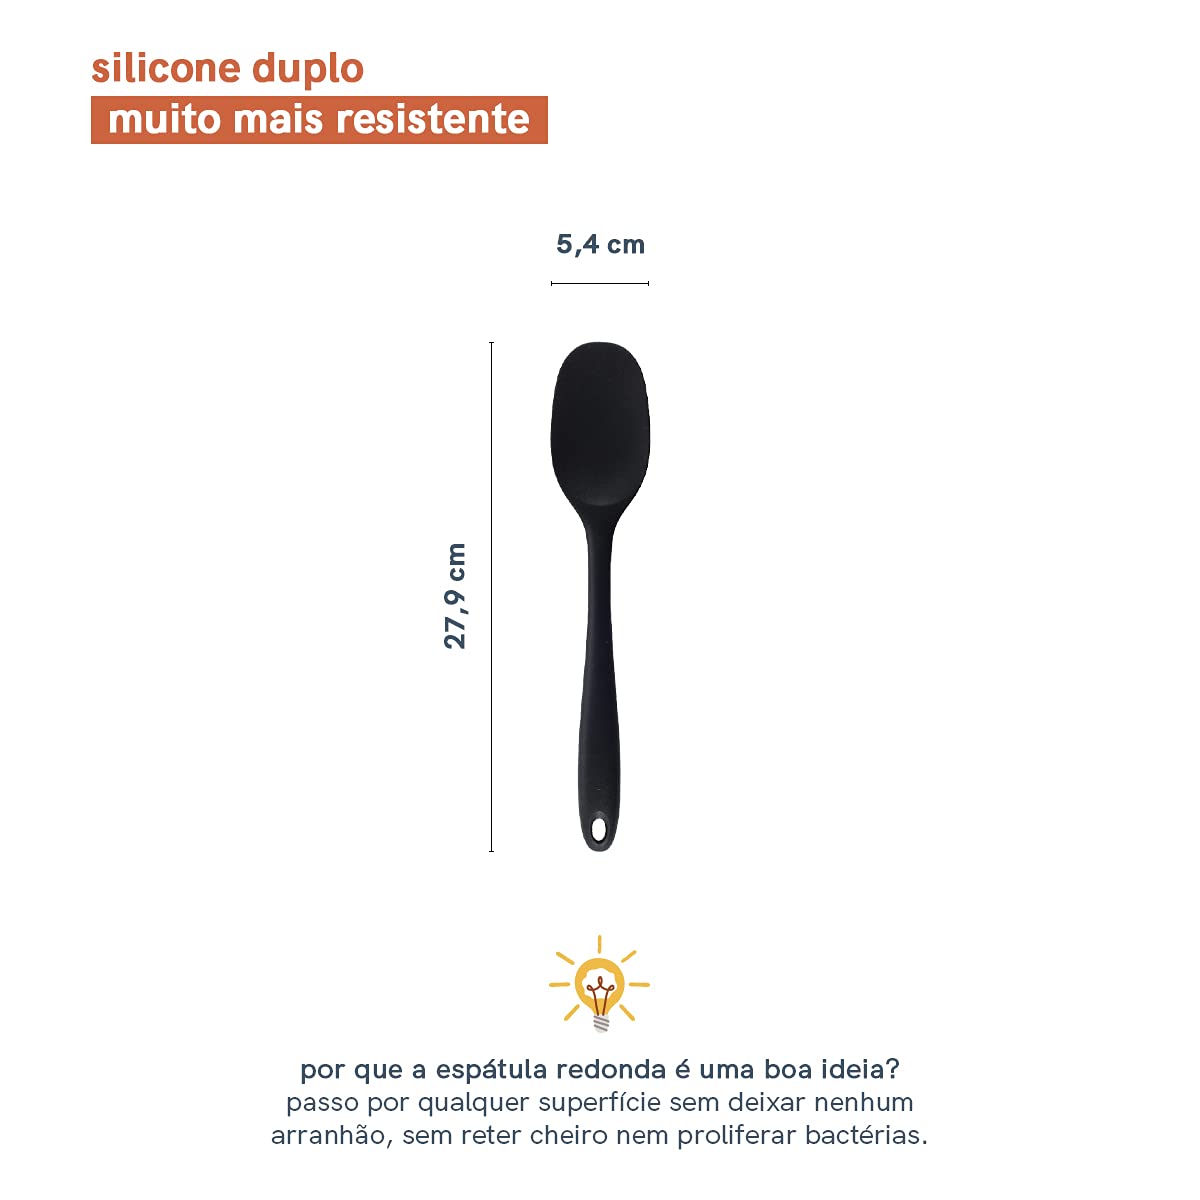 silicone duplo
muito mais resistente
5,4 cm
27,9 cm
por que a espátula redonda é uma boa ideia?
passo por qualquer superfície sem deixar nenhum
arranhão, sem reter cheiro nem proliferar bactérias.